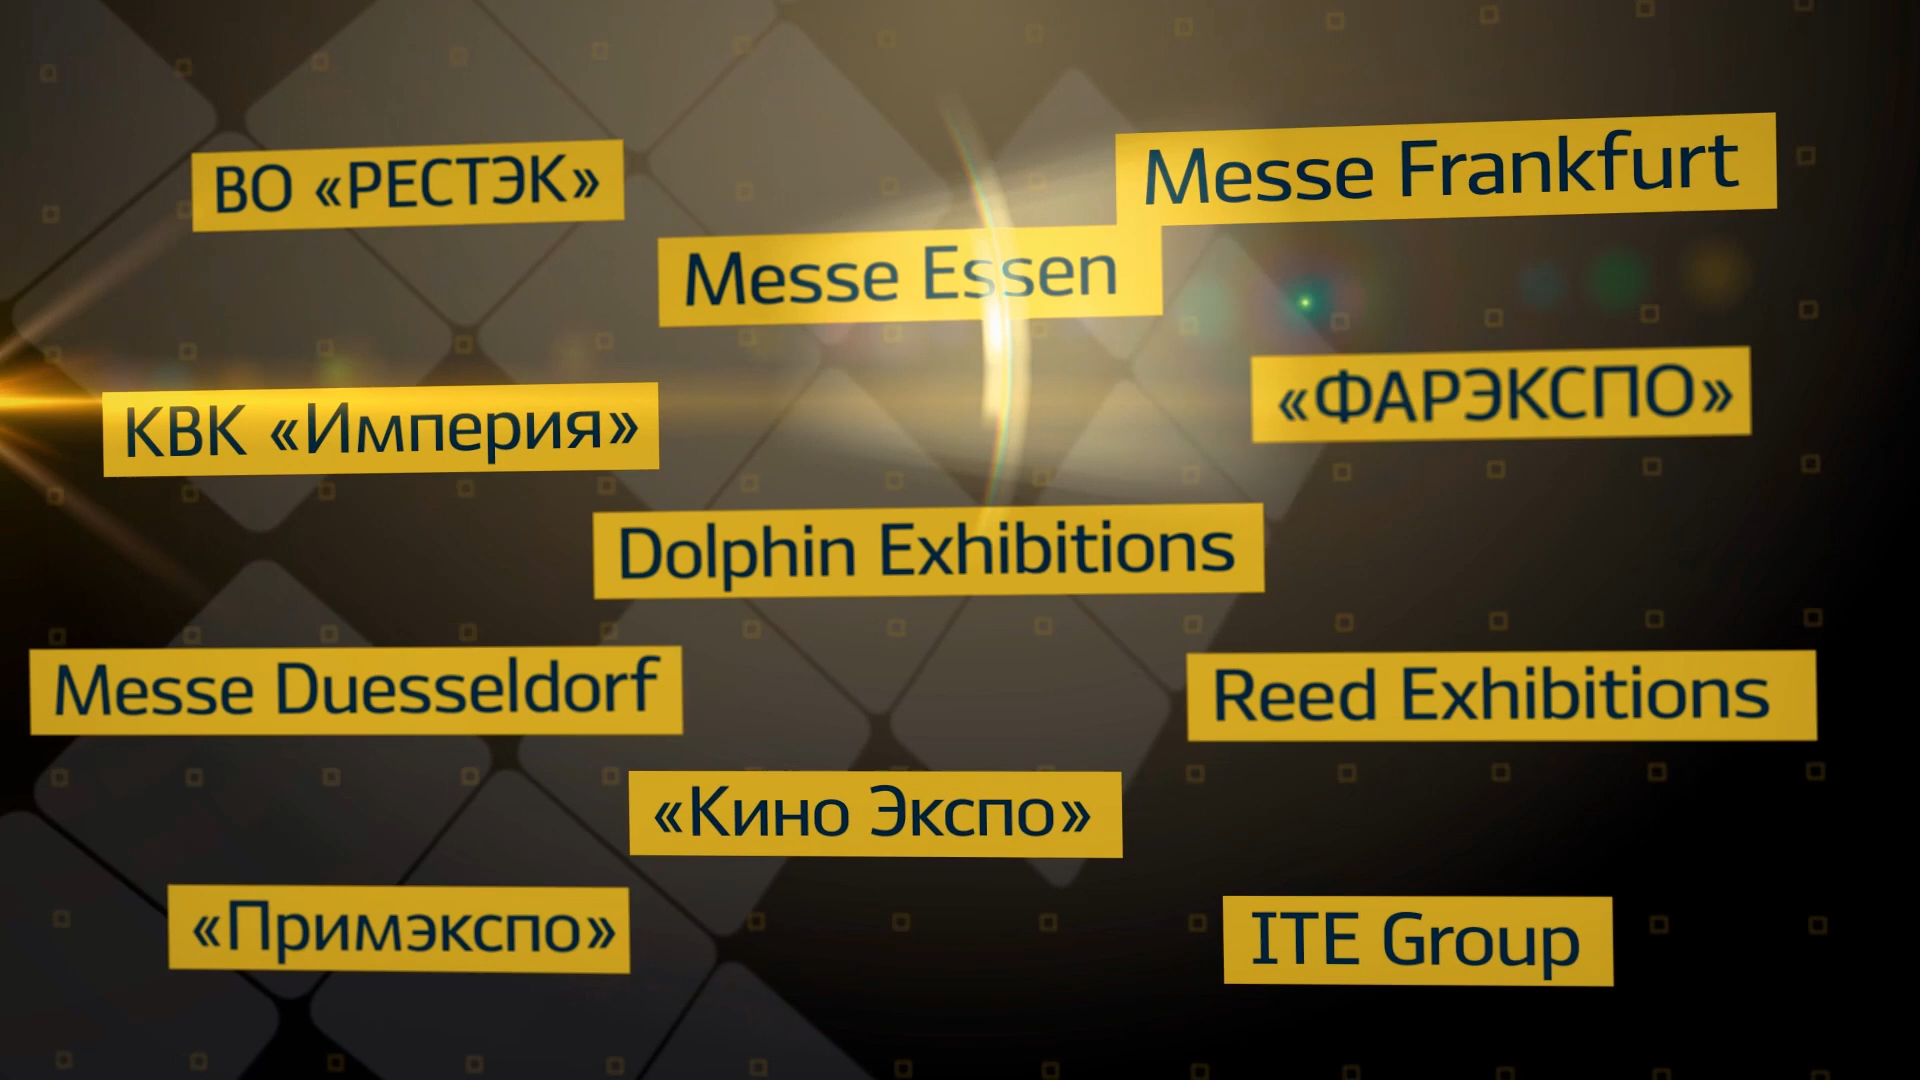 ВО «РЕСТЭК»
Messe Frankfurt
Messe Essen
КВК «Империя»
«ФАРЭКСПО»
Dolphin Exhibitions
Messe Duesseldorf
Reed Exhibitions
«Кино Экспо»
«Примэкспо»
ITE Group